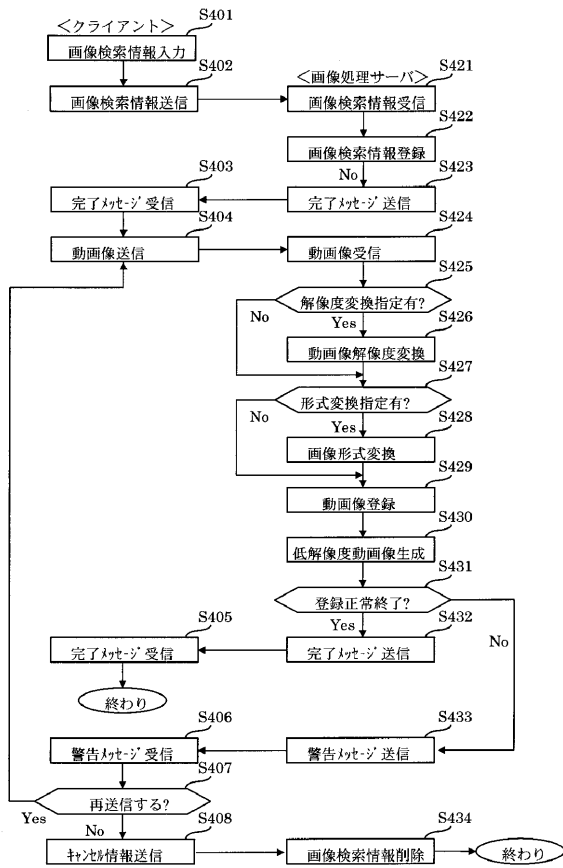 S401
<クライアント>
画像検索情報入力
S402
S421
<画像処理サーバ>
画像検索情報送信
画像検索情報受信
S422
画像検索情報登録
S403
No
S423
完了メッセージ受信
完了メッセージ送信
S404
S424
動画像送信
動画像受信
S425
解像度変換指定有?
No
Yes
S426
動画像解像度変換
S427
形式変換指定有?
No
Yes
S428
画像形式変換
S429
動画像登録
S430
低解像度動画像生成
S431
登録正常終了?
S405
Yes
S432
No
完了メッセージ受信
完了メッセージ送信
終わり
S406
S433
警告メッセージ受信
警告メッセージ送信
S407
再送信する?
Yes
No
S408
S434
キャンセル情報送信
画像検索情報削除
終わり